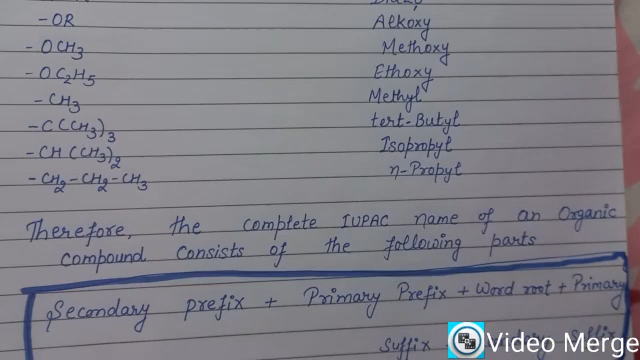 -OR Alkoxy
-OCH3 Methoxy
-OC2H5 Ethoxy
-CH3 Methyl
-C(CH3)3 tert-Butyl
-CH(CH3)2 Isopropyl
-CH2-CH2-CH3 n-Propyl
Therefore, the complete IUPAC name of an Organic
compound consists of the following parts
Secondary prefix + Primary Prefix + Word root + Primary
Suffix
Video Merge